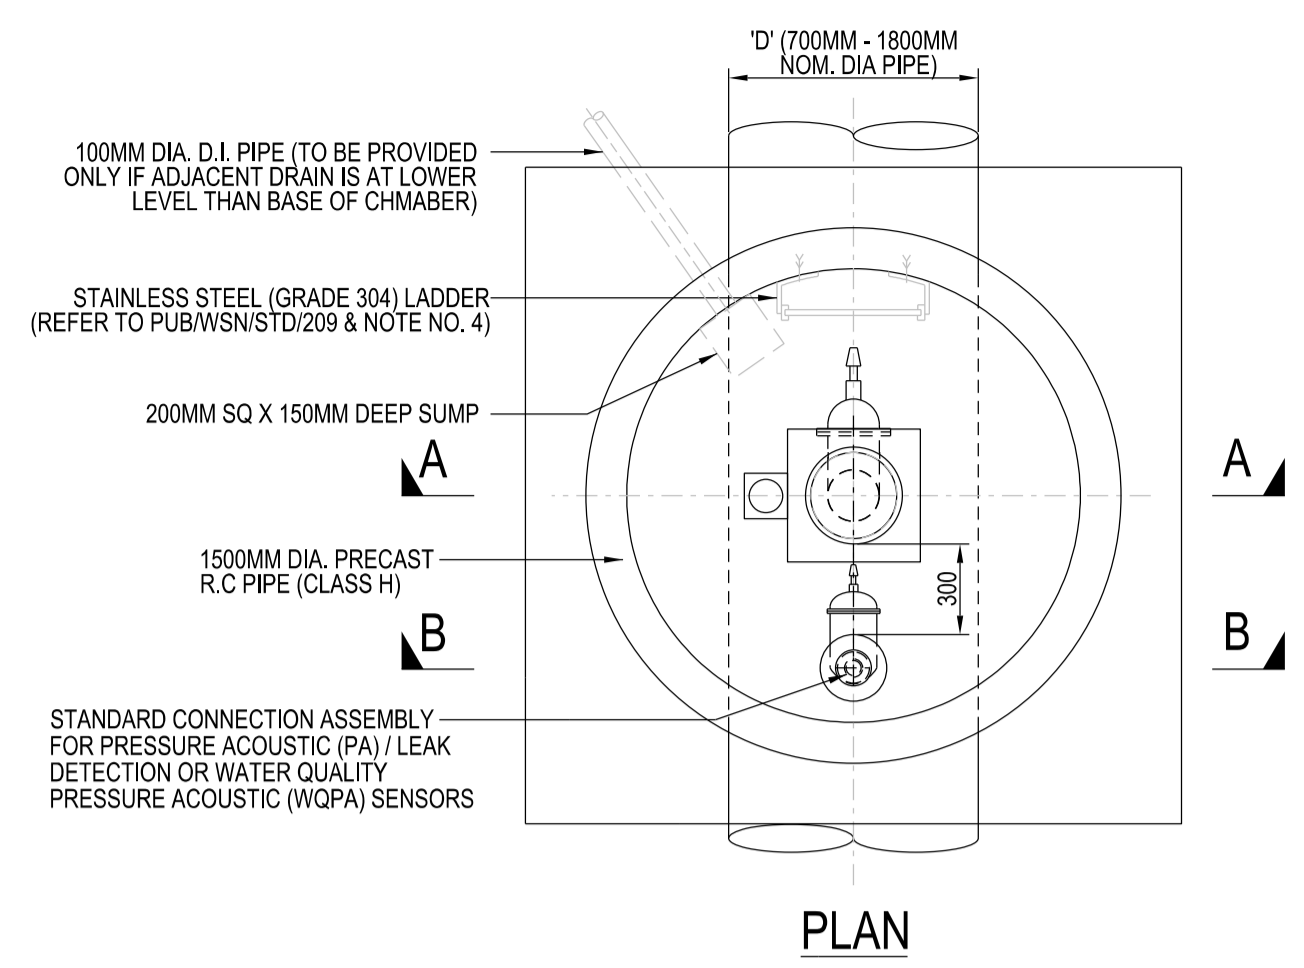 'D' (700MM - 1800MM
NOM. DIA PIPE)
100MM DIA. D.I. PIPE (TO BE PROVIDED
ONLY IF ADJACENT DRAIN IS AT LOWER
LEVEL THAN BASE OF CHMABER)
STAINLESS STEEL (GRADE 304) LADDER
(REFER TO PUB/WSN/STD/209 & NOTE NO. 4)
200MM SQ X 150MM DEEP SUMP
A
A
1500MM DIA. PRECAST
R.C PIPE (CLASS H)
300
B
B
STANDARD CONNECTION ASSEMBLY
FOR PRESSURE ACOUSTIC (PA) / LEAK
DETECTION OR WATER QUALITY
PRESSURE ACOUSTIC (WQPA) SENSORS
PLAN